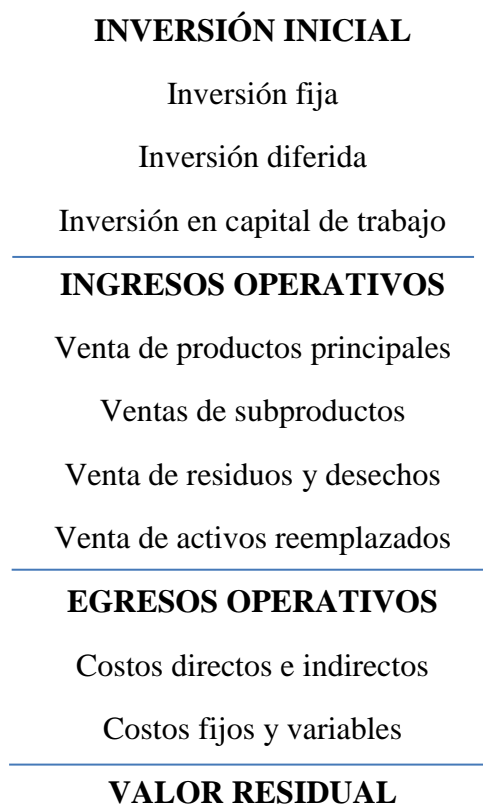 INVERSIÓN INICIAL
Inversión fija
Inversión diferida
Inversión en capital de trabajo
INGRESOS OPERATIVOS
Venta de productos principales
Ventas de subproductos
Venta de residuos y desechos
Venta de activos reemplazados
EGRESOS OPERATIVOS
Costos directos e indirectos
Costos fijos y variables
VALOR RESIDUAL